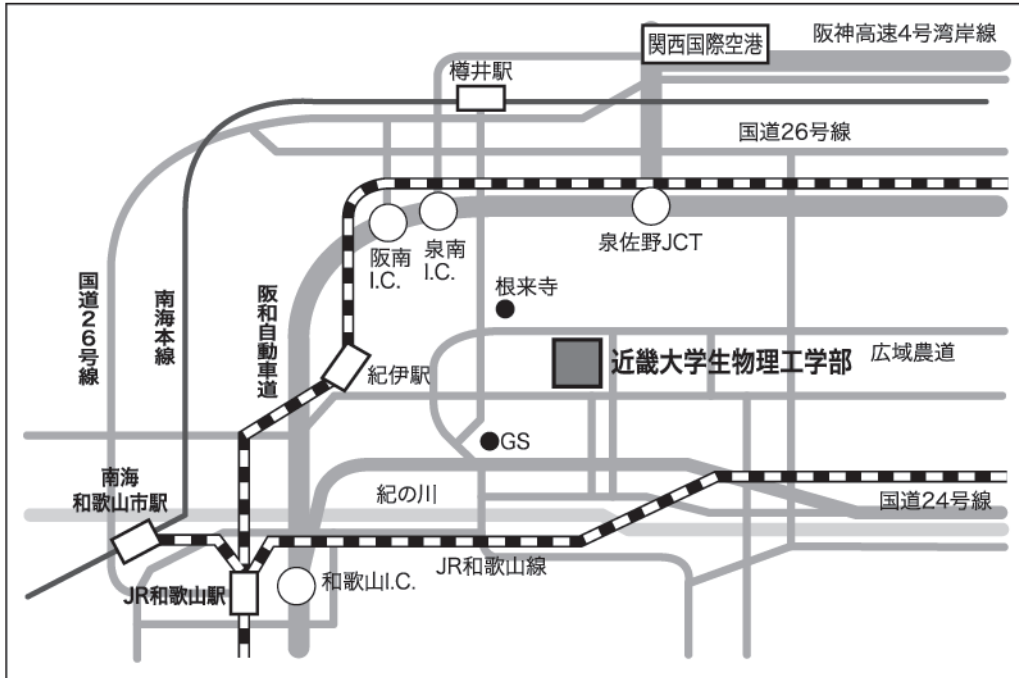 関西国際空港
阪神高速4号湾岸線
樽井駅
国道26号線
阪南
I.C.
泉南
I.C.
泉佐野JCT
国道26号線
南海本線
阪和自動車道
根来寺
紀伊駅
近畿大学生物理工学部
広域農道
GS
南海
和歌山市駅
紀の川
国道24号線
JR和歌山線
JR和歌山駅
和歌山I.C.